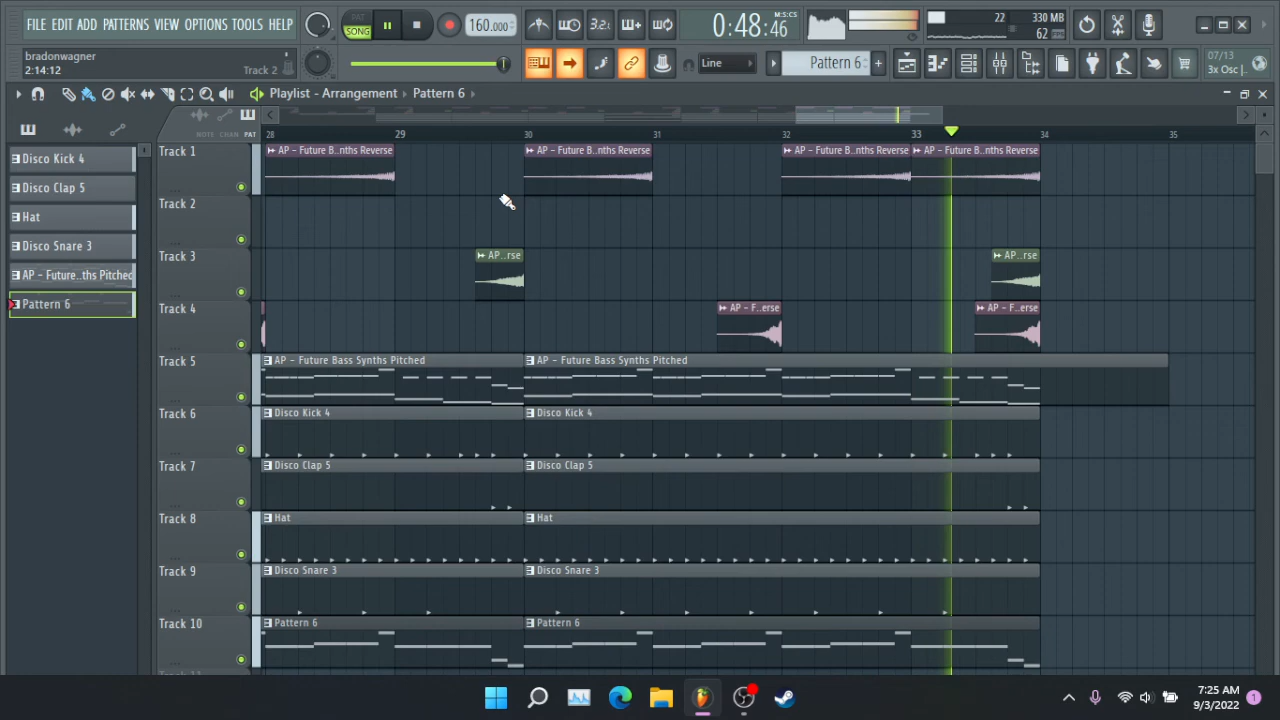 FILE EDIT ADD PATTERNS VIEW OPTIONS TOOLS HELP
PAT
SONG
160.000
3.2.
0:48:46
M:S:CS
22
330 MB
62
bradonwagner
2:14:12
Track 2
Line
Pattern 6
07/13
3x Osc |
Playlist - Arrangement
Pattern 6
NOTE CHAN PAT
28 29 30 31 32 33 34 35
Disco Kick 4
Disco Clap 5
Hat
Disco Snare 3
AP - Future..ths Pitched
Pattern 6
Track 1
AP - Future B..nths Reverse
AP - Future B..nths Reverse
AP - Future B..nths Reverse
AP - Future B..nths Reverse
Track 2
Track 3
AP..rse
AP..rse
Track 4
AP - F..erse
AP - F..erse
Track 5
AP - Future Bass Synths Pitched
AP - Future Bass Synths Pitched
Track 6
Disco Kick 4
Disco Kick 4
Track 7
Disco Clap 5
Disco Clap 5
Track 8
Hat
Hat
Track 9
Disco Snare 3
Disco Snare 3
Track 10
Pattern 6
Pattern 6
7:25 AM
9/3/2022
1